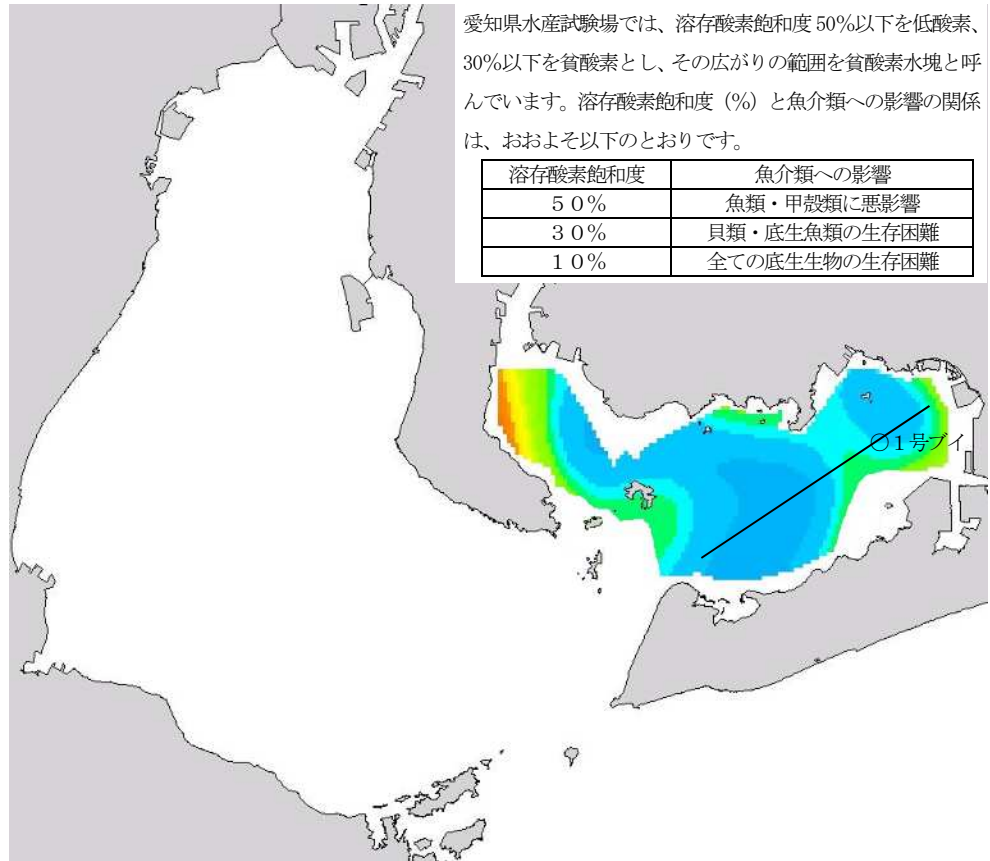 愛知県水産試験場では、溶存酸素飽和度 50%以下を低酸素、
30%以下を貧酸素とし、その広がりの範囲を貧酸素水塊と呼
んでいます。溶存酸素飽和度（%）と魚介類への影響の関係
は、おおよそ以下のとおりです。
溶存酸素飽和度 魚介類への影響
５０% 魚類・甲殻類に悪影響
３０% 貝類・底生魚類の生存困難
１０% 全ての底生生物の生存困難
１号ブイ